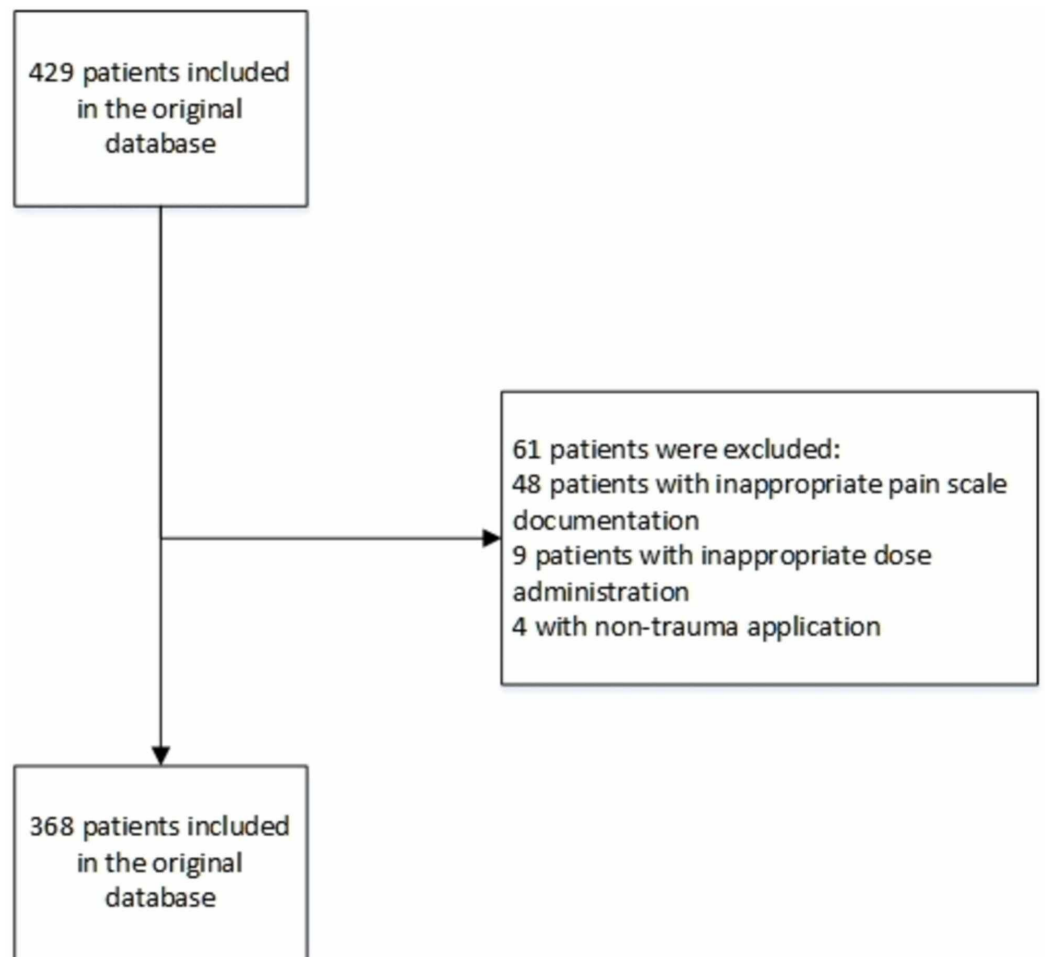 429 patients included
in the original
database
61 patients were excluded:
48 patients with inappropriate pain scale
documentation
9 patients with inappropriate dose
administration
4 with non-trauma application
368 patients included
in the original
database